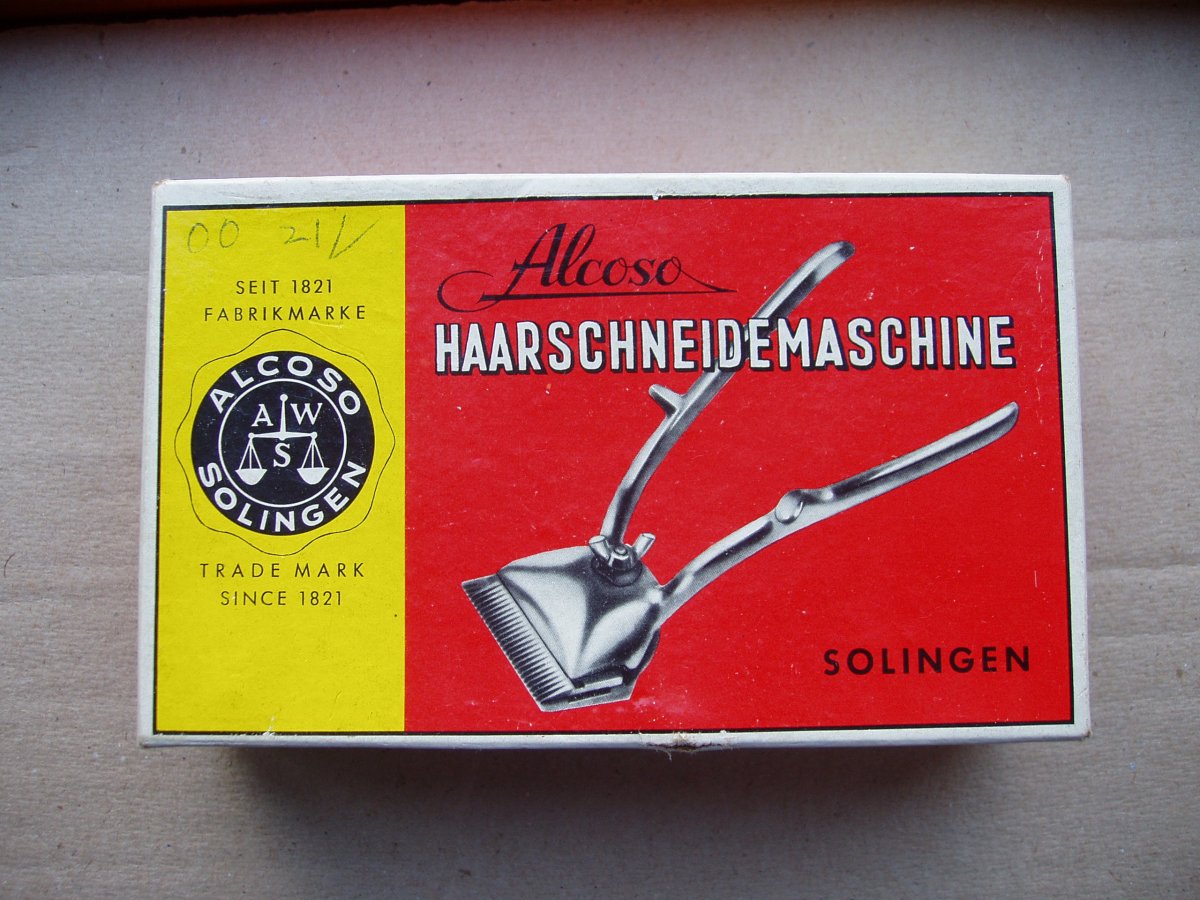 00 21/
SEIT 1821
FABRIKMARKE
ALCOSO
A W
S
SOLINGEN
TRADE MARK
SINCE 1821
Alcoso
HAARSCHNEIDEMASCHINE
SOLINGEN